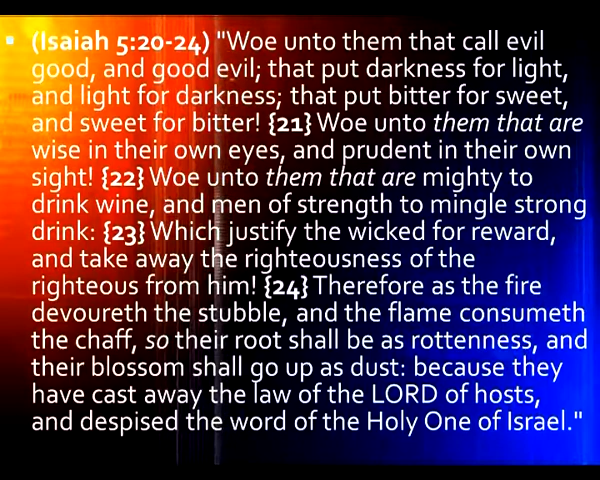 ▪ (Isaiah 5:20-24) "Woe unto them that call evil
good, and good evil; that put darkness for light,
and light for darkness; that put bitter for sweet,
and sweet for bitter! {21} Woe unto them that are
wise in their own eyes, and prudent in their own
sight! {22} Woe unto them that are mighty to
drink wine, and men of strength to mingle strong
drink: {23} Which justify the wicked for reward,
and take away the righteousness of the
righteous from him! {24} Therefore as the fire
devoureth the stubble, and the flame consumeth
the chaff, so their root shall be as rottenness, and
their blossom shall go up as dust: because they
have cast away the law of the LORD of hosts,
and despised the word of the Holy One of Israel."